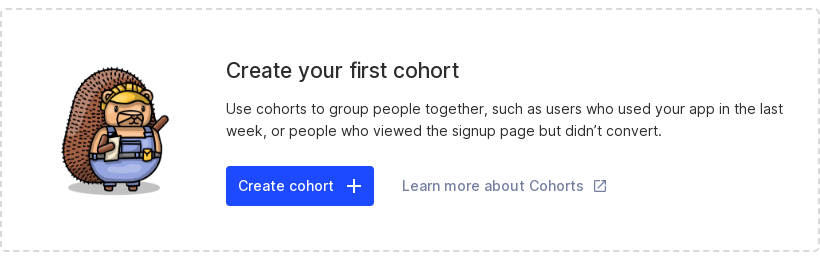 Create your first cohort
Use cohorts to group people together, such as users who used your app in the last
week, or people who viewed the signup page but didn’t convert.
Create cohort
Learn more about Cohorts